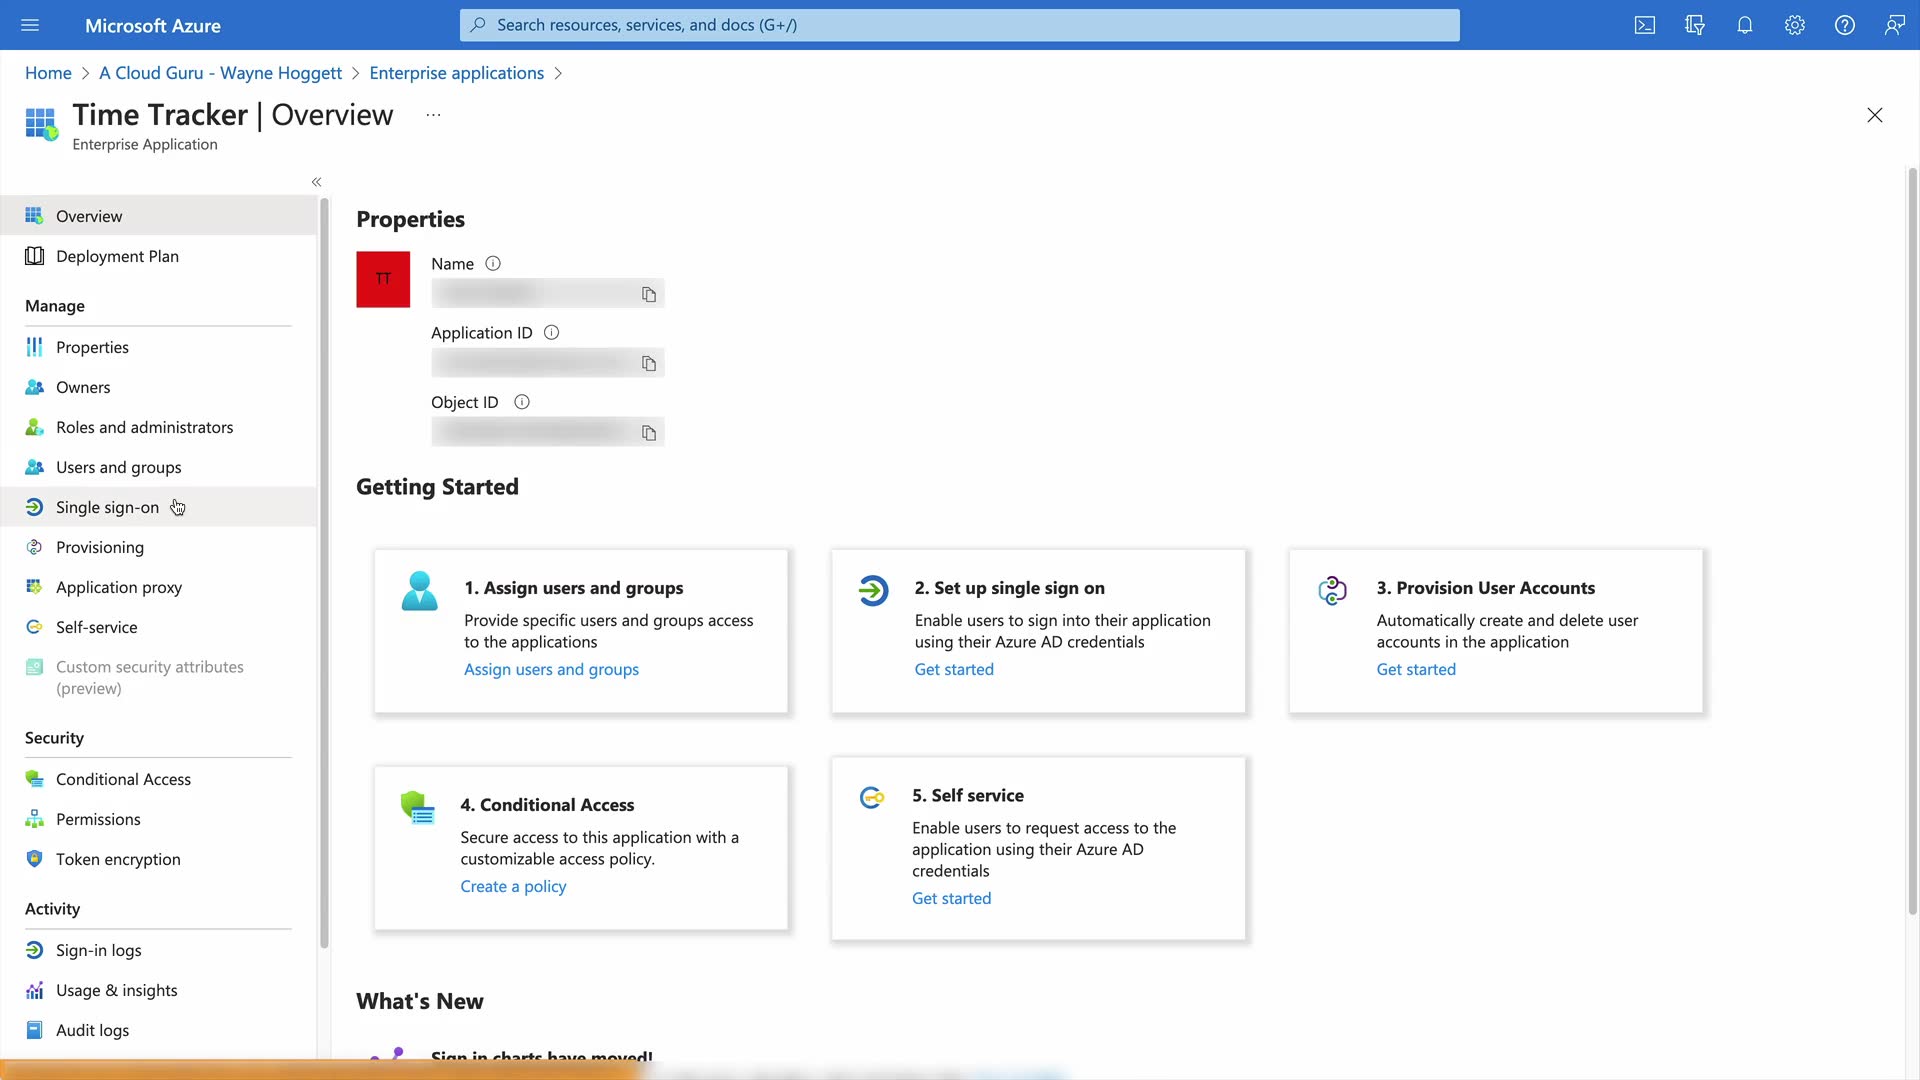 Microsoft Azure
Search resources, services, and docs (G+/)
Home > A Cloud Guru - Wayne Hoggett > Enterprise applications >
Time Tracker | Overview ...
Enterprise Application
Overview
Deployment Plan
Manage
Properties
Owners
Roles and administrators
Users and groups
Single sign-on
Provisioning
Application proxy
Self-service
Custom security attributes
(preview)
Security
Conditional Access
Permissions
Token encryption
Activity
Sign-in logs
Usage & insights
Audit logs
Properties
TT
Name
Application ID
Object ID
Getting Started
1. Assign users and groups
Provide specific users and groups access
to the applications
Assign users and groups
2. Set up single sign on
Enable users to sign into their application
using their Azure AD credentials
Get started
3. Provision User Accounts
Automatically create and delete user
accounts in the application
Get started
4. Conditional Access
Secure access to this application with a
customizable access policy.
Create a policy
5. Self service
Enable users to request access to the
application using their Azure AD
credentials
Get started
What's New
Sign in charts have moved!